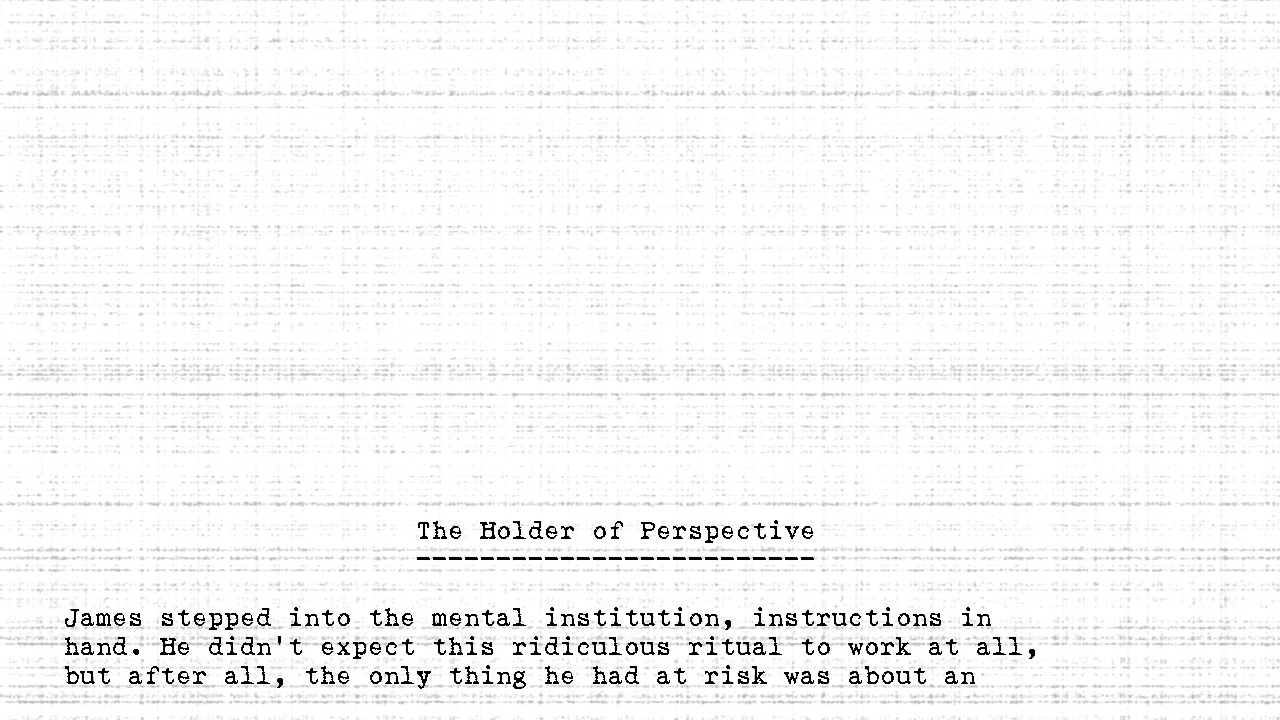 The Holder of Perspective
-------------------------
James stepped into the mental institution, instructions in
hand. He didn't expect this ridiculous ritual to work at all,
but after all, the only thing he had at risk was about an